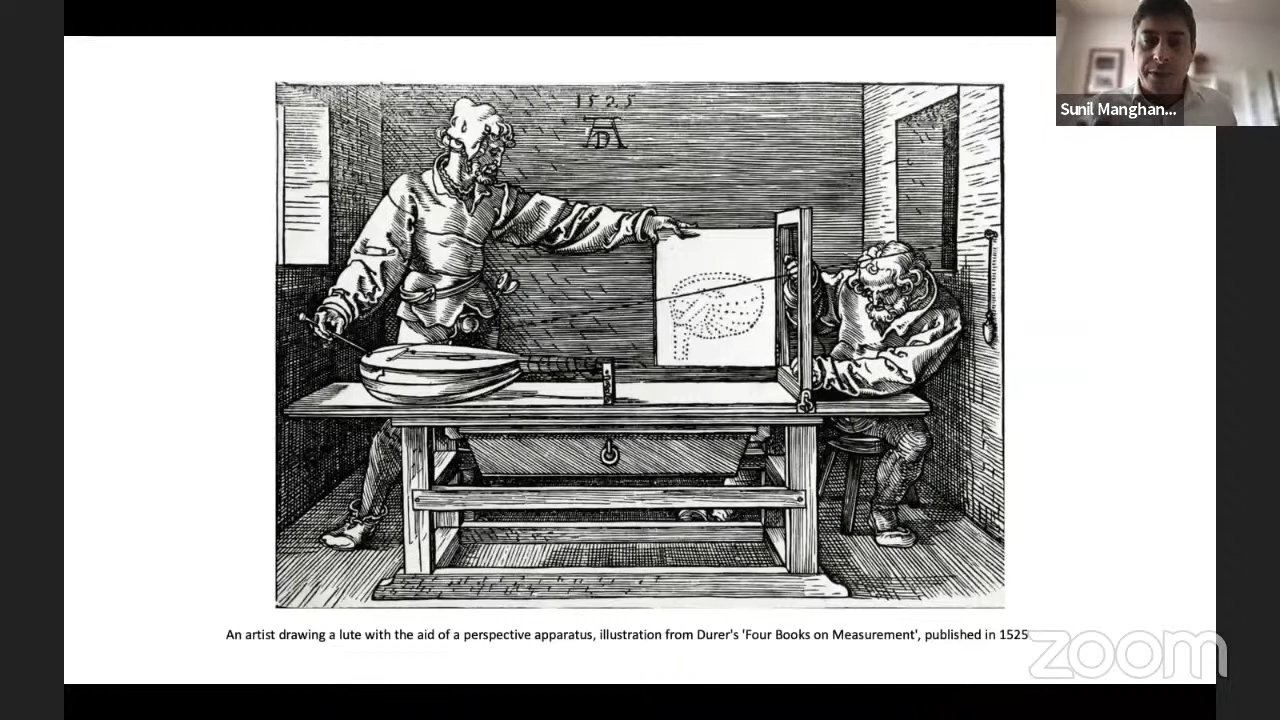 Sunil Manghan...
1525
AD
An artist drawing a lute with the aid of a perspective apparatus, illustration from Durer's 'Four Books on Measurement', published in 1525
zoom